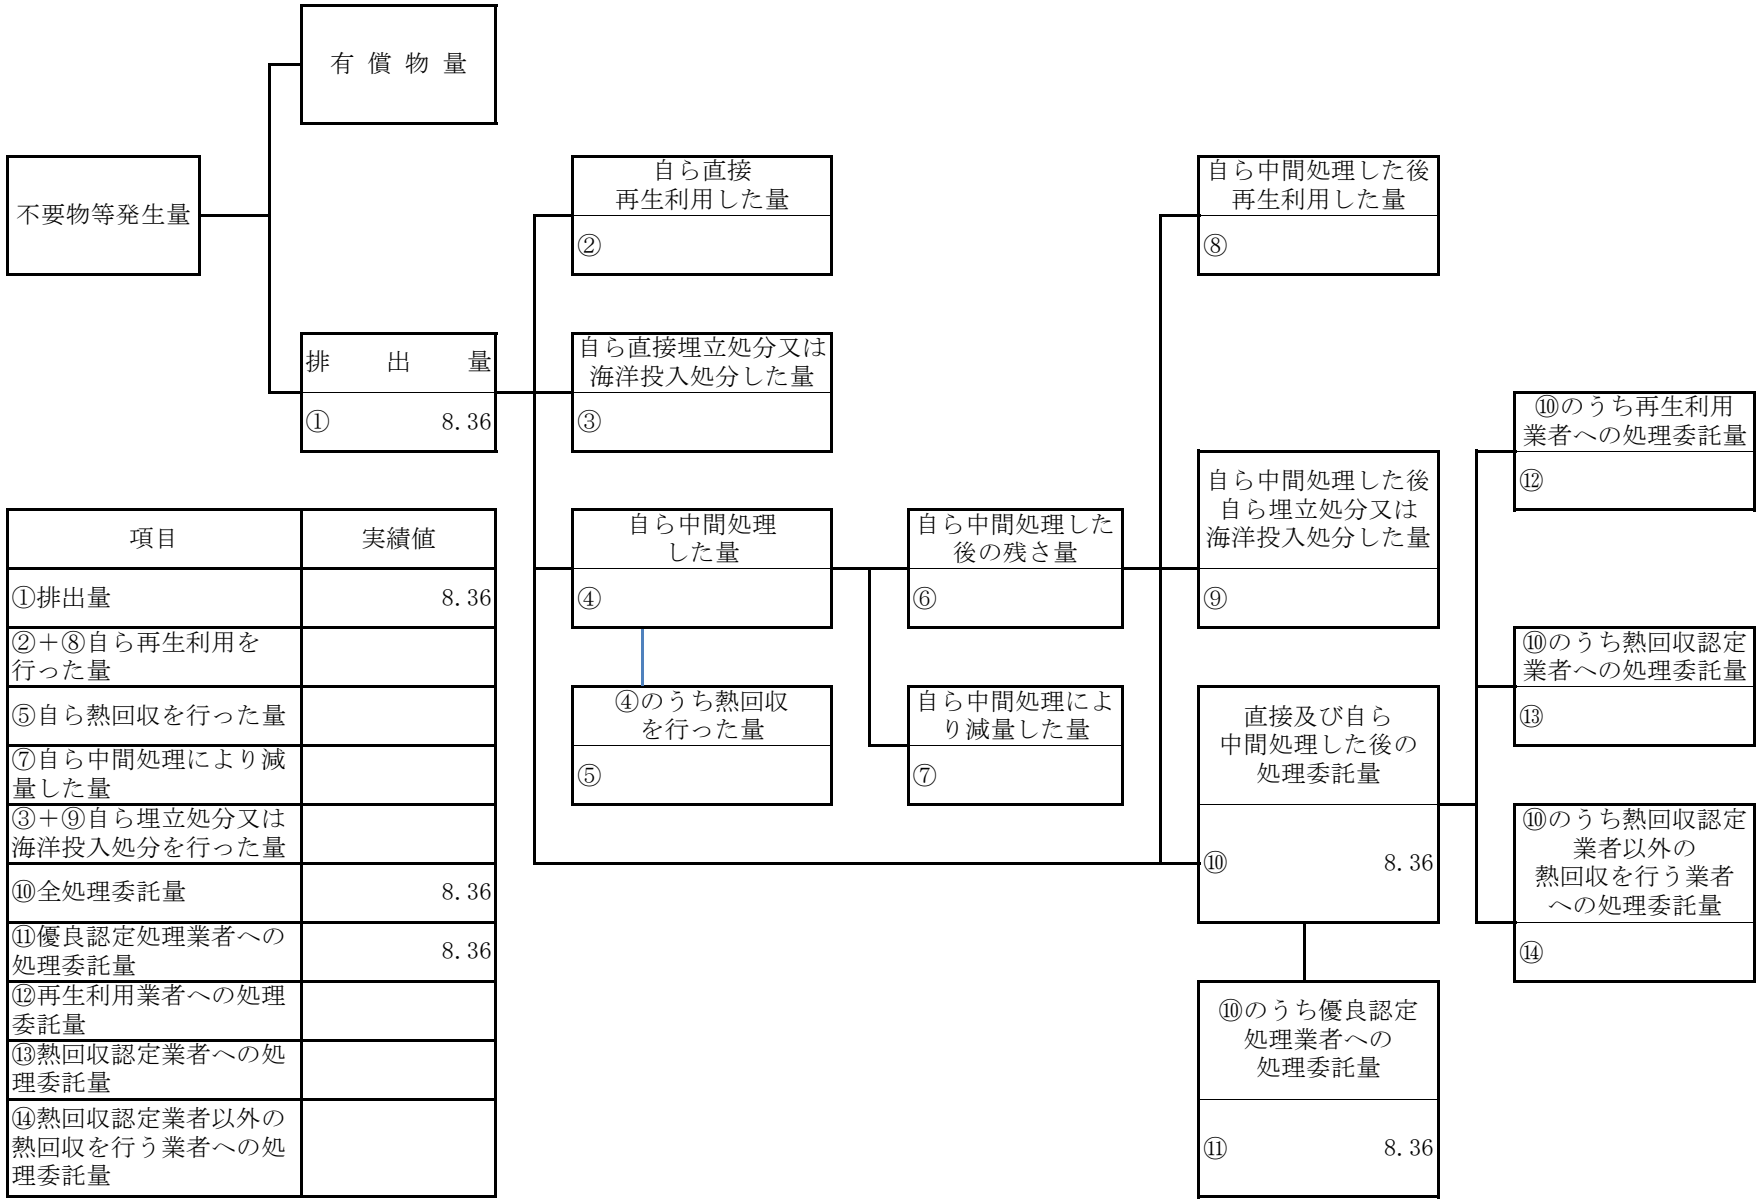 有償物量
不要物等発生量
自ら直接
再生利用した量
②
自ら中間処理した後
再生利用した量
⑧
排出量
① 8.36
自ら直接埋立処分又は
海洋投入処分した量
③
⑩のうち再生利用
業者への処理委託量
⑫
自ら中間処理
した量
④
自ら中間処理した
後の残さ量
⑥
自ら中間処理した後
自ら埋立処分又は
海洋投入処分した量
⑨
⑩のうち熱回収認定
業者への処理委託量
⑬
④のうち熱回収
を行った量
⑤
自ら中間処理によ
り減量した量
⑦
直接及び自ら
中間処理した後の
処理委託量
⑩ 8.36
⑩のうち熱回収認定
業者以外の
熱回収を行う業者
への処理委託量
⑭
⑩のうち優良認定
処理業者への
処理委託量
⑪ 8.36
項目 実績値
①排出量 8.36
②＋⑧自ら再生利用を
行った量
⑤自ら熱回収を行った量
⑦自ら中間処理により減
量した量
③＋⑨自ら埋立処分又は
海洋投入処分を行った量
⑩全処理委託量 8.36
⑪優良認定処理業者への
処理委託量 8.36
⑫再生利用業者への処理
委託量
⑬熱回収認定業者への処
理委託量
⑭熱回収認定業者以外の
熱回収を行う業者への処
理委託量